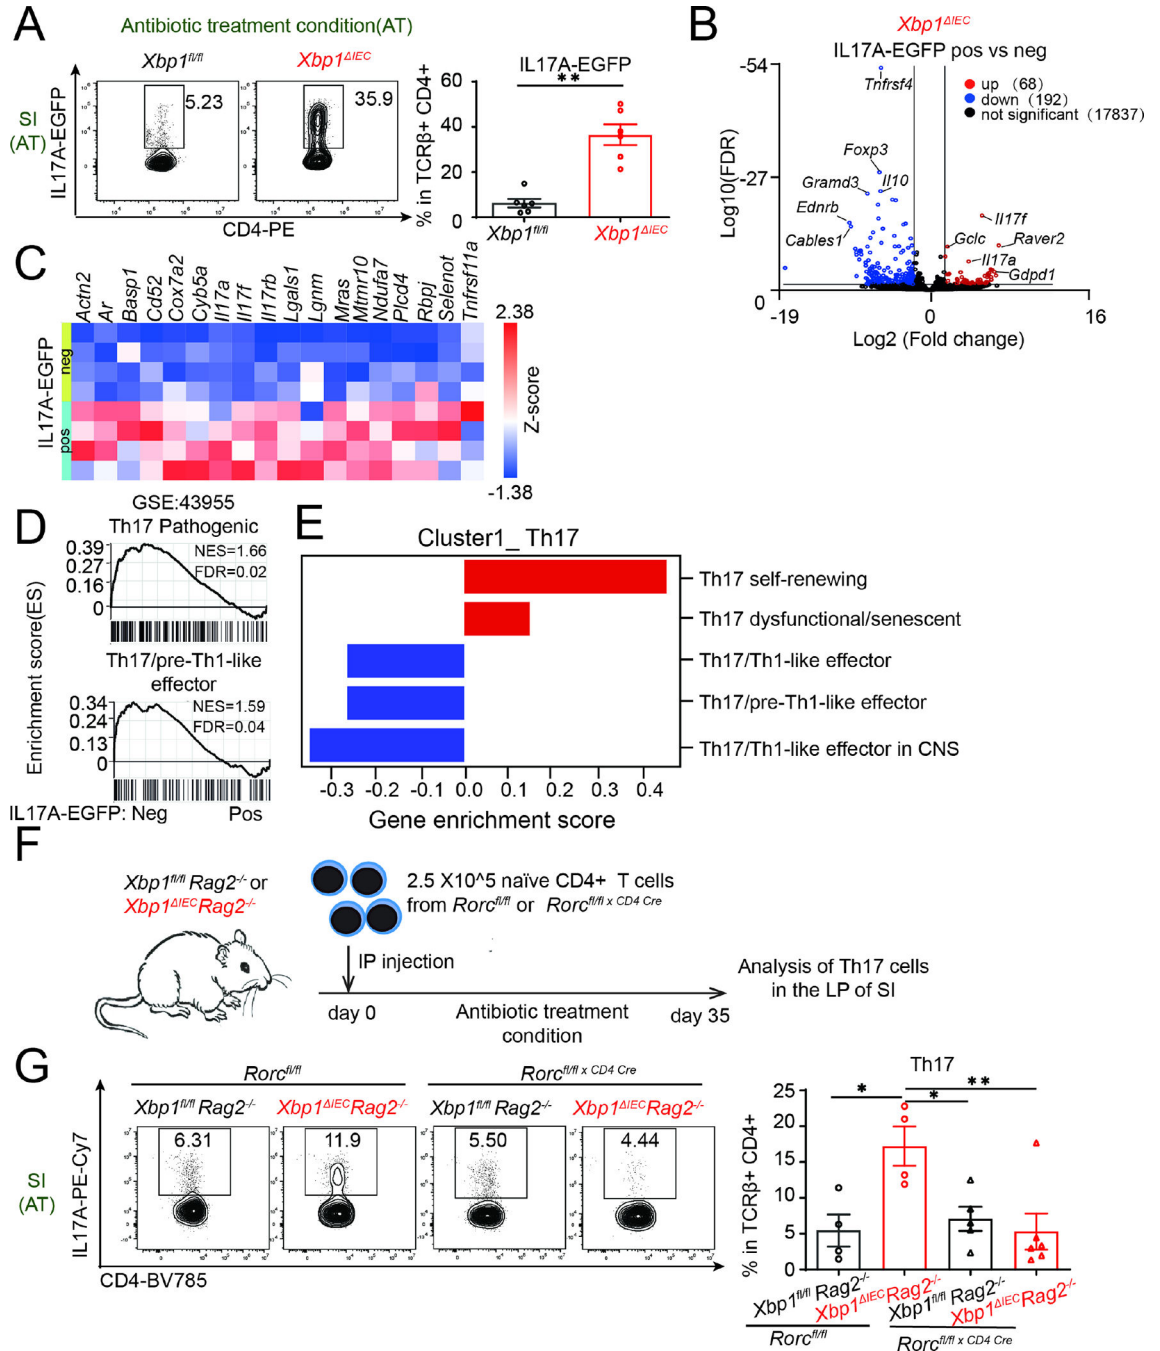 A
Antibiotic treatment condition(AT)
Xbp1fl/fl
Xbp1ΔIEC
IL17A-EGFP
SI
(AT)
5.23
35.9
CD4-PE
IL17A-EGFP
**
% in TCRβ+ CD4+
60
40
20
0
Xbp1fl/fl
Xbp1ΔIEC
B
Xbp1ΔIEC
IL17A-EGFP pos vs neg
up (68)
down (192)
not significant (17837)
Log10(FDR)
-54
-27
0
Tnfrsf4
Foxp3
Gramd3
Il10
Ednrb
Cables1
Il17f
Gclc
Raver2
Il17a
Gdpd1
-19
0
16
Log2 (Fold change)
C
Actn2
Ar
Basp1
Cd52
Cox7a2
Cyb5a
Il17a
Il17f
Il17rb
Lgals1
Lgnm
Mras
Mtmr10
Ndufa7
Plcd4
Rbpj
Selenot
Tnfrsf11a
IL17A-EGFP
neg
pos
2.38
Z-score
-1.38
D
GSE:43955
Th17 Pathogenic
Enrichment score(ES)
0.39
0.27
0.16
0
NES=1.66
FDR=0.02
Th17/pre-Th1-like
effector
0.34
0.24
0.13
0
NES=1.59
FDR=0.04
IL17A-EGFP: Neg
Pos
E
Cluster1_ Th17
Th17 self-renewing
Th17 dysfunctional/senescent
Th17/Th1-like effector
Th17/pre-Th1-like effector
Th17/Th1-like effector in CNS
-0.3 -0.2 -0.1 0.0 0.1 0.2 0.3 0.4
Gene enrichment score
F
Xbp1fl/fl Rag2-/- or
Xbp1ΔIEC Rag2-/-
2.5 X10^5 naïve CD4+ T cells
from Rorcfl/fl or Rorcfl/fl x CD4 Cre
IP injection
day 0
Antibiotic treatment
condition
day 35
Analysis of Th17 cells
in the LP of SI
G
Rorcfl/fl
Rorcfl/fl x CD4 Cre
Xbp1fl/fl Rag2-/-
Xbp1ΔIEC Rag2-/-
Xbp1fl/fl Rag2-/-
Xbp1ΔIEC Rag2-/-
IL17A-PE-Cy7
SI
(AT)
6.31
11.9
5.50
4.44
CD4-BV785
Th17
*
*
**
% in TCRβ+ CD4+
25
20
15
10
5
0
Xbp1fl/fl Rag2-/-
Xbp1ΔIEC Rag2-/-
Xbp1fl/fl Rag2-/-
Xbp1ΔIEC Rag2-/-
Rorcfl/fl
Rorcfl/fl x CD4 Cre